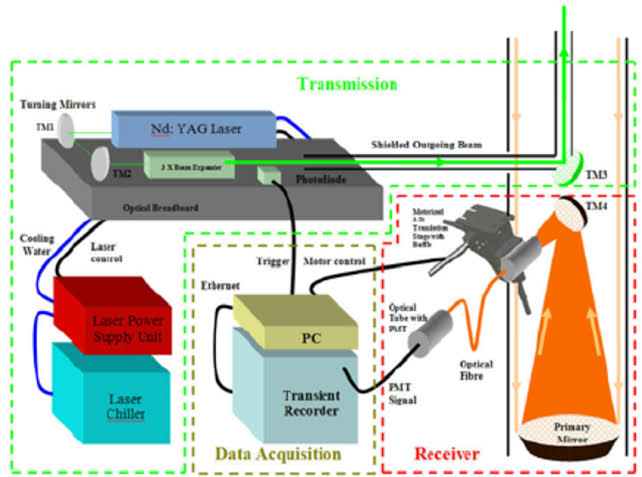 Transmission
Turning Mirrors
TM1
Nd: YAG Laser
TM2
3 X Beam Expander
Photodiode
Optical Breadboard
Shielded Outgoing Beam
TM3
TM4
Motorized
Translation
Stage with
Baffle
Cooling
Water
Laser
control
Trigger
Motor control
Ethernet
Laser Power
Supply Unit
Laser
Chiller
PC
Transient
Recorder
Optical
Tube with
PMT
Optical
Fibre
PMT
Signal
Primary
Mirror
Data Acquisition
Receiver